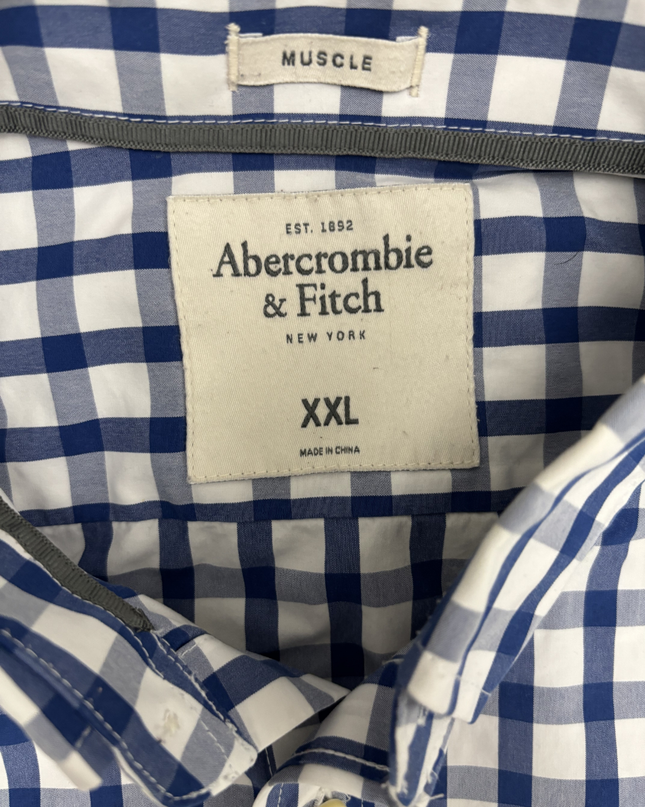 MUSCLE
EST. 1892
Abercrombie
& Fitch
NEW YORK
XXL
MADE IN CHINA